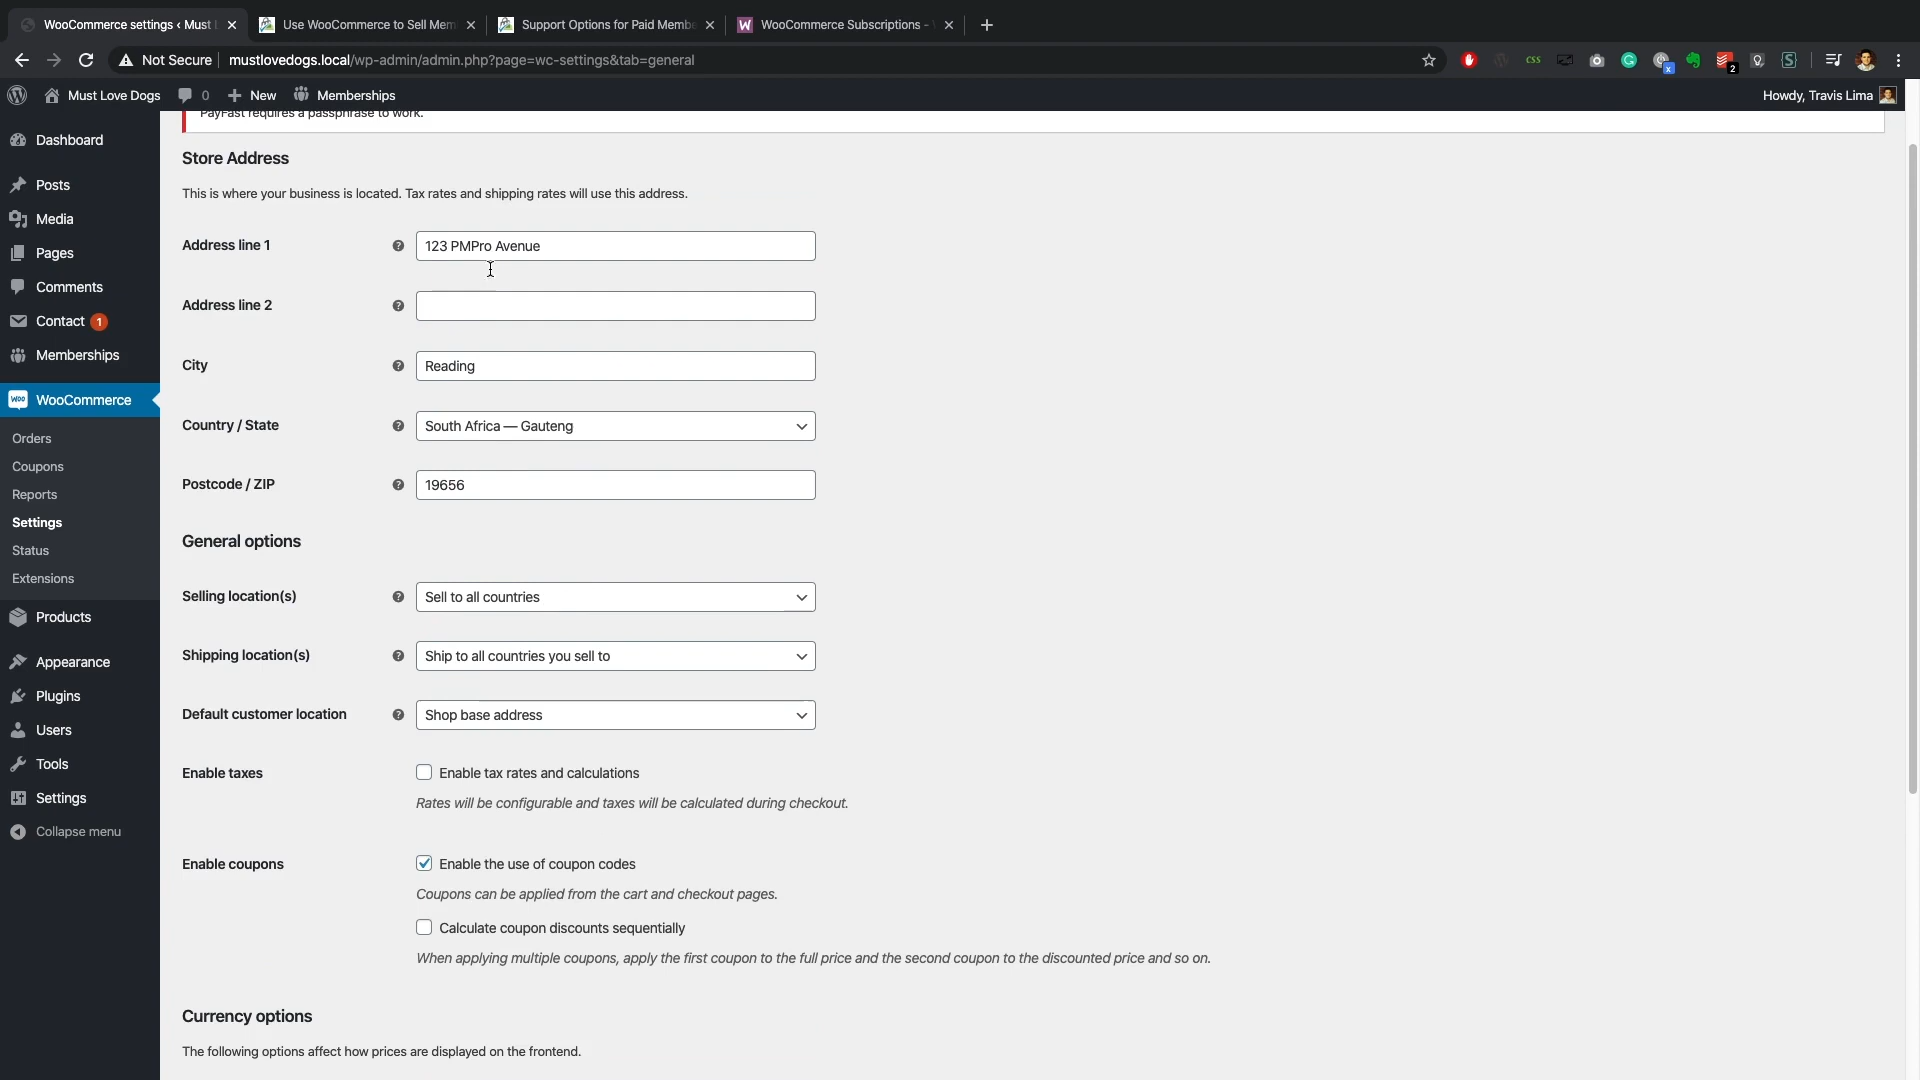 WooCommerce settings ‹ Must L
Use WooCommerce to Sell Mem
Support Options for Paid Membe
WooCommerce Subscriptions -
Not Secure
mustlovedogs.local/wp-admin/admin.php?page=wc-settings&tab=general
css
2
Must Love Dogs
0
New
Memberships
Howdy, Travis Lima
Dashboard
Posts
Media
Pages
Comments
Contact 1
Memberships
WooCommerce
Orders
Coupons
Reports
Settings
Status
Extensions
Products
Appearance
Plugins
Users
Tools
Settings
Collapse menu
PayFast requires a passphrase to work.
Store Address
This is where your business is located. Tax rates and shipping rates will use this address.
Address line 1
123 PMPro Avenue
Address line 2
City
Reading
Country / State
South Africa — Gauteng
Postcode / ZIP
19656
General options
Selling location(s)
Sell to all countries
Shipping location(s)
Ship to all countries you sell to
Default customer location
Shop base address
Enable taxes
Enable tax rates and calculations
Rates will be configurable and taxes will be calculated during checkout.
Enable coupons
Enable the use of coupon codes
Coupons can be applied from the cart and checkout pages.
Calculate coupon discounts sequentially
When applying multiple coupons, apply the first coupon to the full price and the second coupon to the discounted price and so on.
Currency options
The following options affect how prices are displayed on the frontend.